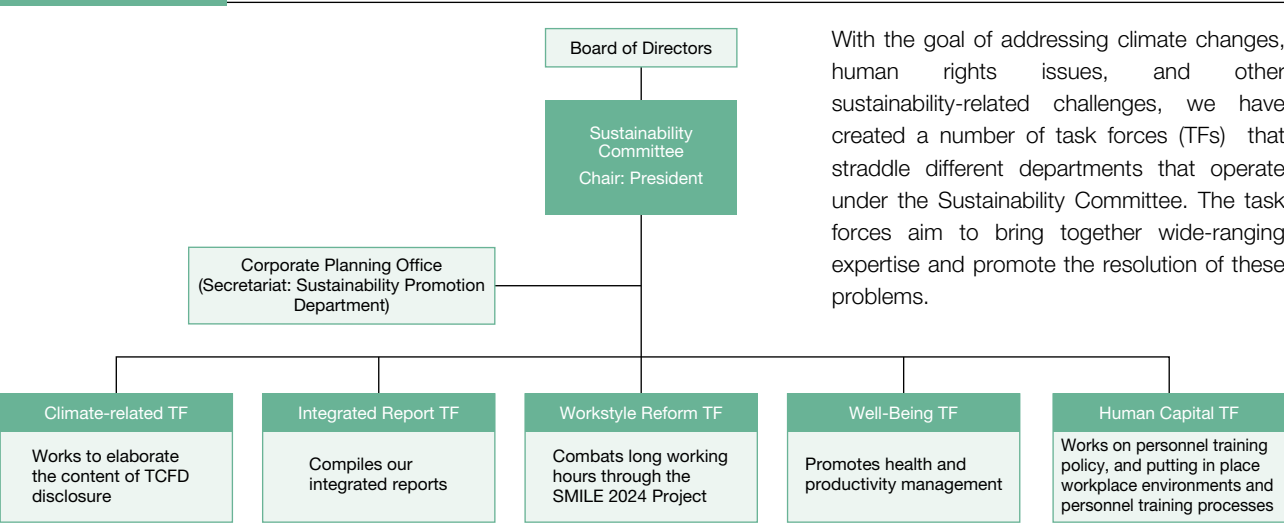 Board of Directors
Sustainability
Committee
Chair: President
With the goal of addressing climate changes,
human rights issues, and other
sustainability-related challenges, we have
created a number of task forces (TFs) that
straddle different departments that operate
under the Sustainability Committee. The task
forces aim to bring together wide-ranging
expertise and promote the resolution of these
problems.
Corporate Planning Office
(Secretariat: Sustainability Promotion
Department)
Climate-related TF
Works to elaborate
the content of TCFD
disclosure
Integrated Report TF
Compiles our
integrated reports
Workstyle Reform TF
Combats long working
hours through the
SMILE 2024 Project
Well-Being TF
Promotes health and
productivity management
Human Capital TF
Works on personnel training
policy, and putting in place
workplace environments and
personnel training processes